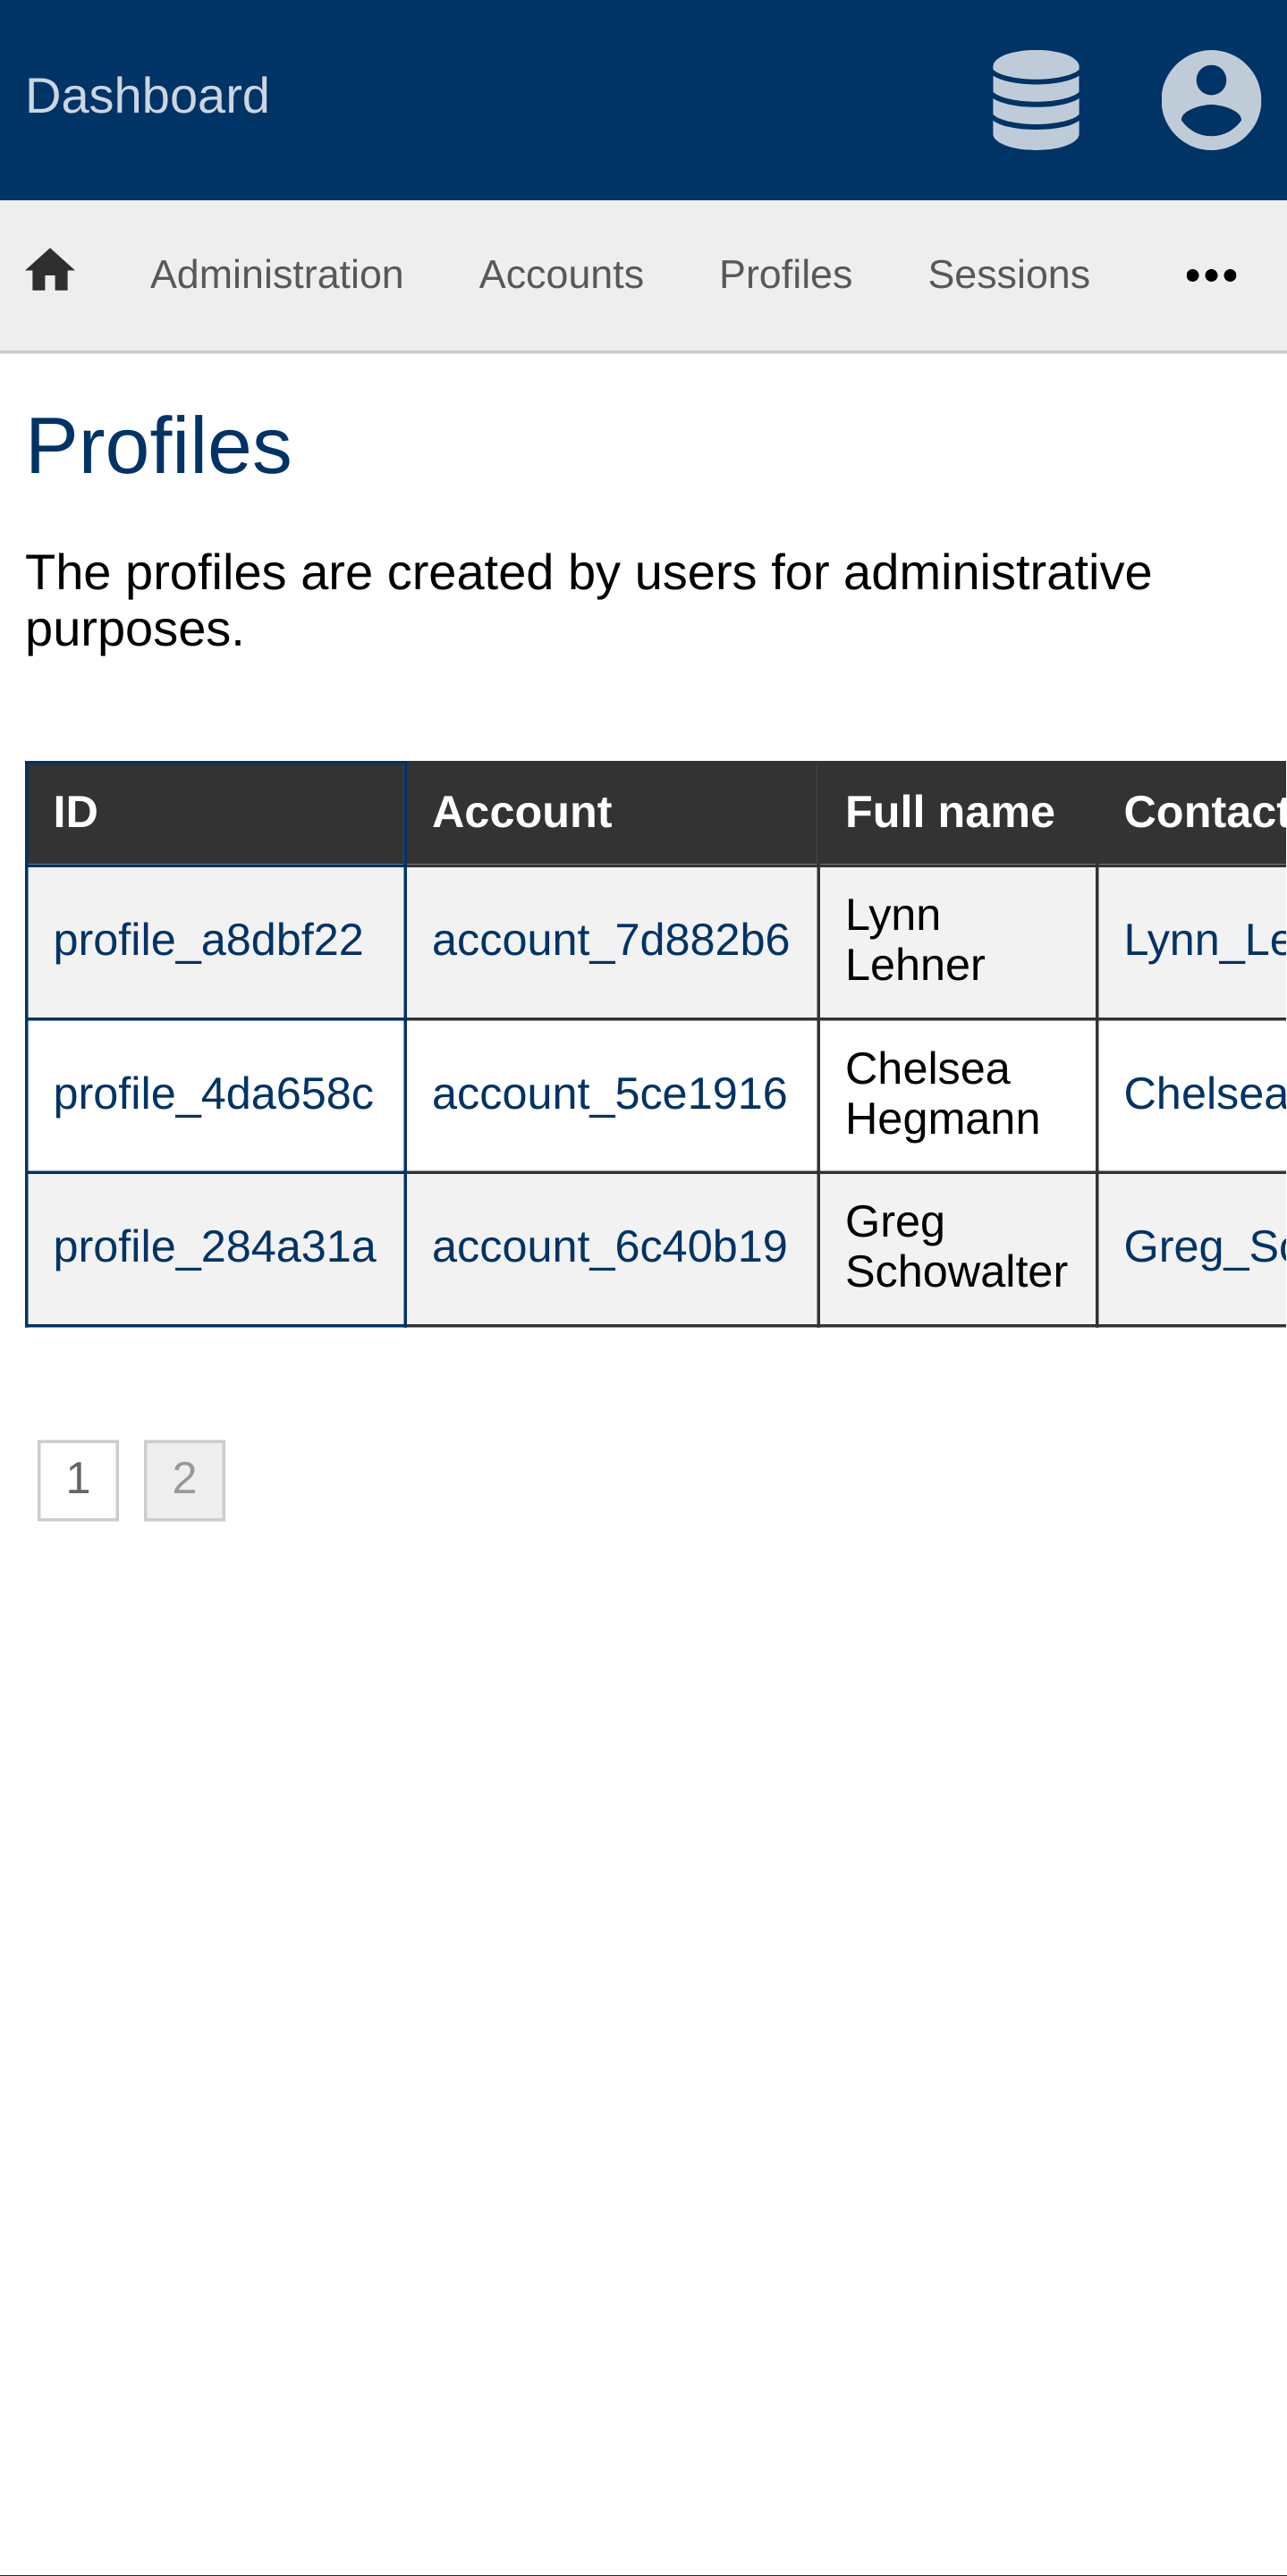 Dashboard
Administration Accounts Profiles Sessions •••
Profiles
The profiles are created by users for administrative
purposes.
ID Account Full name Contact
profile_a8dbf22 account_7d882b6 Lynn Lehner Lynn_Le
profile_4da658c account_5ce1916 Chelsea Hegmann Chelsea
profile_284a31a account_6c40b19 Greg Schowalter Greg_Sc
1 2